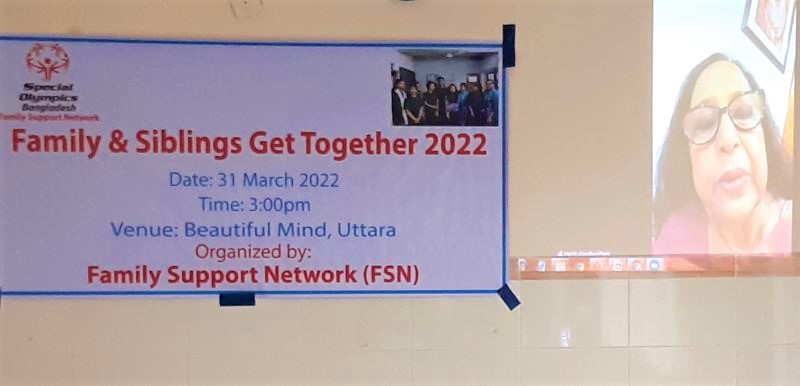 Special
Olympics
Bangladesh
Family Support Network
Family & Siblings Get Together 2022
Date: 31 March 2022
Time: 3:00pm
Venue: Beautiful Mind, Uttara
Organized by:
Family Support Network (FSN)